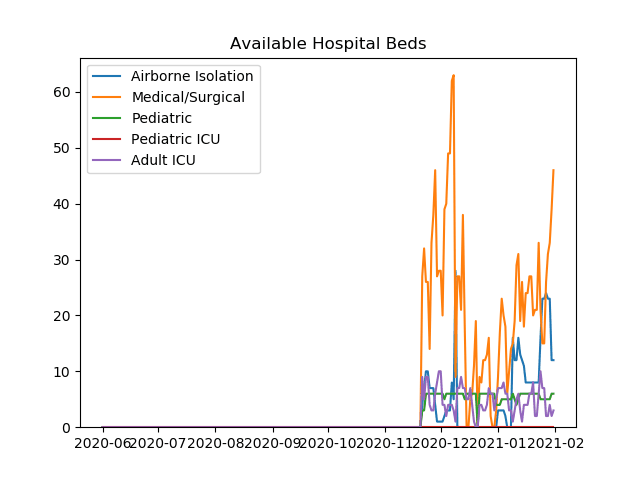 Available Hospital Beds
Airborne Isolation
Medical/Surgical
Pediatric
Pediatric ICU
Adult ICU
60
50
40
30
20
10
0
2020-06 2020-07 2020-08 2020-09 2020-10 2020-11 2020-12 2021-01 2021-02